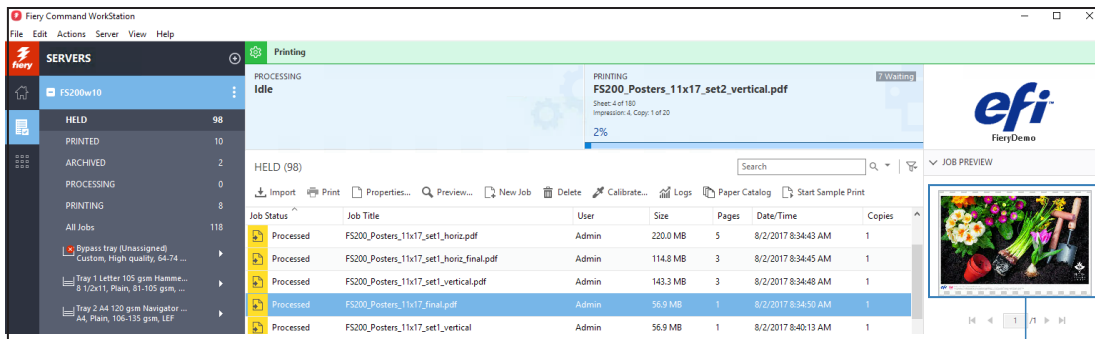 Fiery Command WorkStation
File Edit Actions Server View Help
fiery
SERVERS
FS200w10
HELD 98
PRINTED 10
ARCHIVED 2
PROCESSING 0
PRINTING 8
All Jobs 118
Bypass tray (Unassigned)
Custom, High quality, 64-74 ...
Tray 1 Letter 105 gsm Hamme...
8 1/2x11, Plain, 81-105 gsm, ...
Tray 2 A4 120 gsm Navigator ...
A4, Plain, 106-135 gsm, LEF
Printing
PROCESSING
Idle
PRINTING
7 Waiting
FS200_Posters_11x17_set2_vertical.pdf
Sheet: 4 of 180
Impression: 4, Copy: 1 of 20
2%
HELD (98)
Search
Import Print Properties... Preview... New Job Delete Calibrate... Logs Paper Catalog Start Sample Print
Job Status Job Title User Size Pages Date/Time Copies
Processed FS200_Posters_11x17_set1_horiz.pdf Admin 220.0 MB 5 8/2/2017 8:34:43 AM 1
Processed FS200_Posters_11x17_set1_horiz_final.pdf Admin 114.8 MB 3 8/2/2017 8:34:45 AM 1
Processed FS200_Posters_11x17_set1_vertical.pdf Admin 143.3 MB 3 8/2/2017 8:34:48 AM 1
Processed FS200_Posters_11x17_final.pdf Admin 56.9 MB 1 8/2/2017 8:34:50 AM 1
Processed FS200_Posters_11x17_set1_vertical Admin 56.9 MB 1 8/2/2017 8:40:13 AM 1
efi
FieryDemo
JOB PREVIEW
1 /1